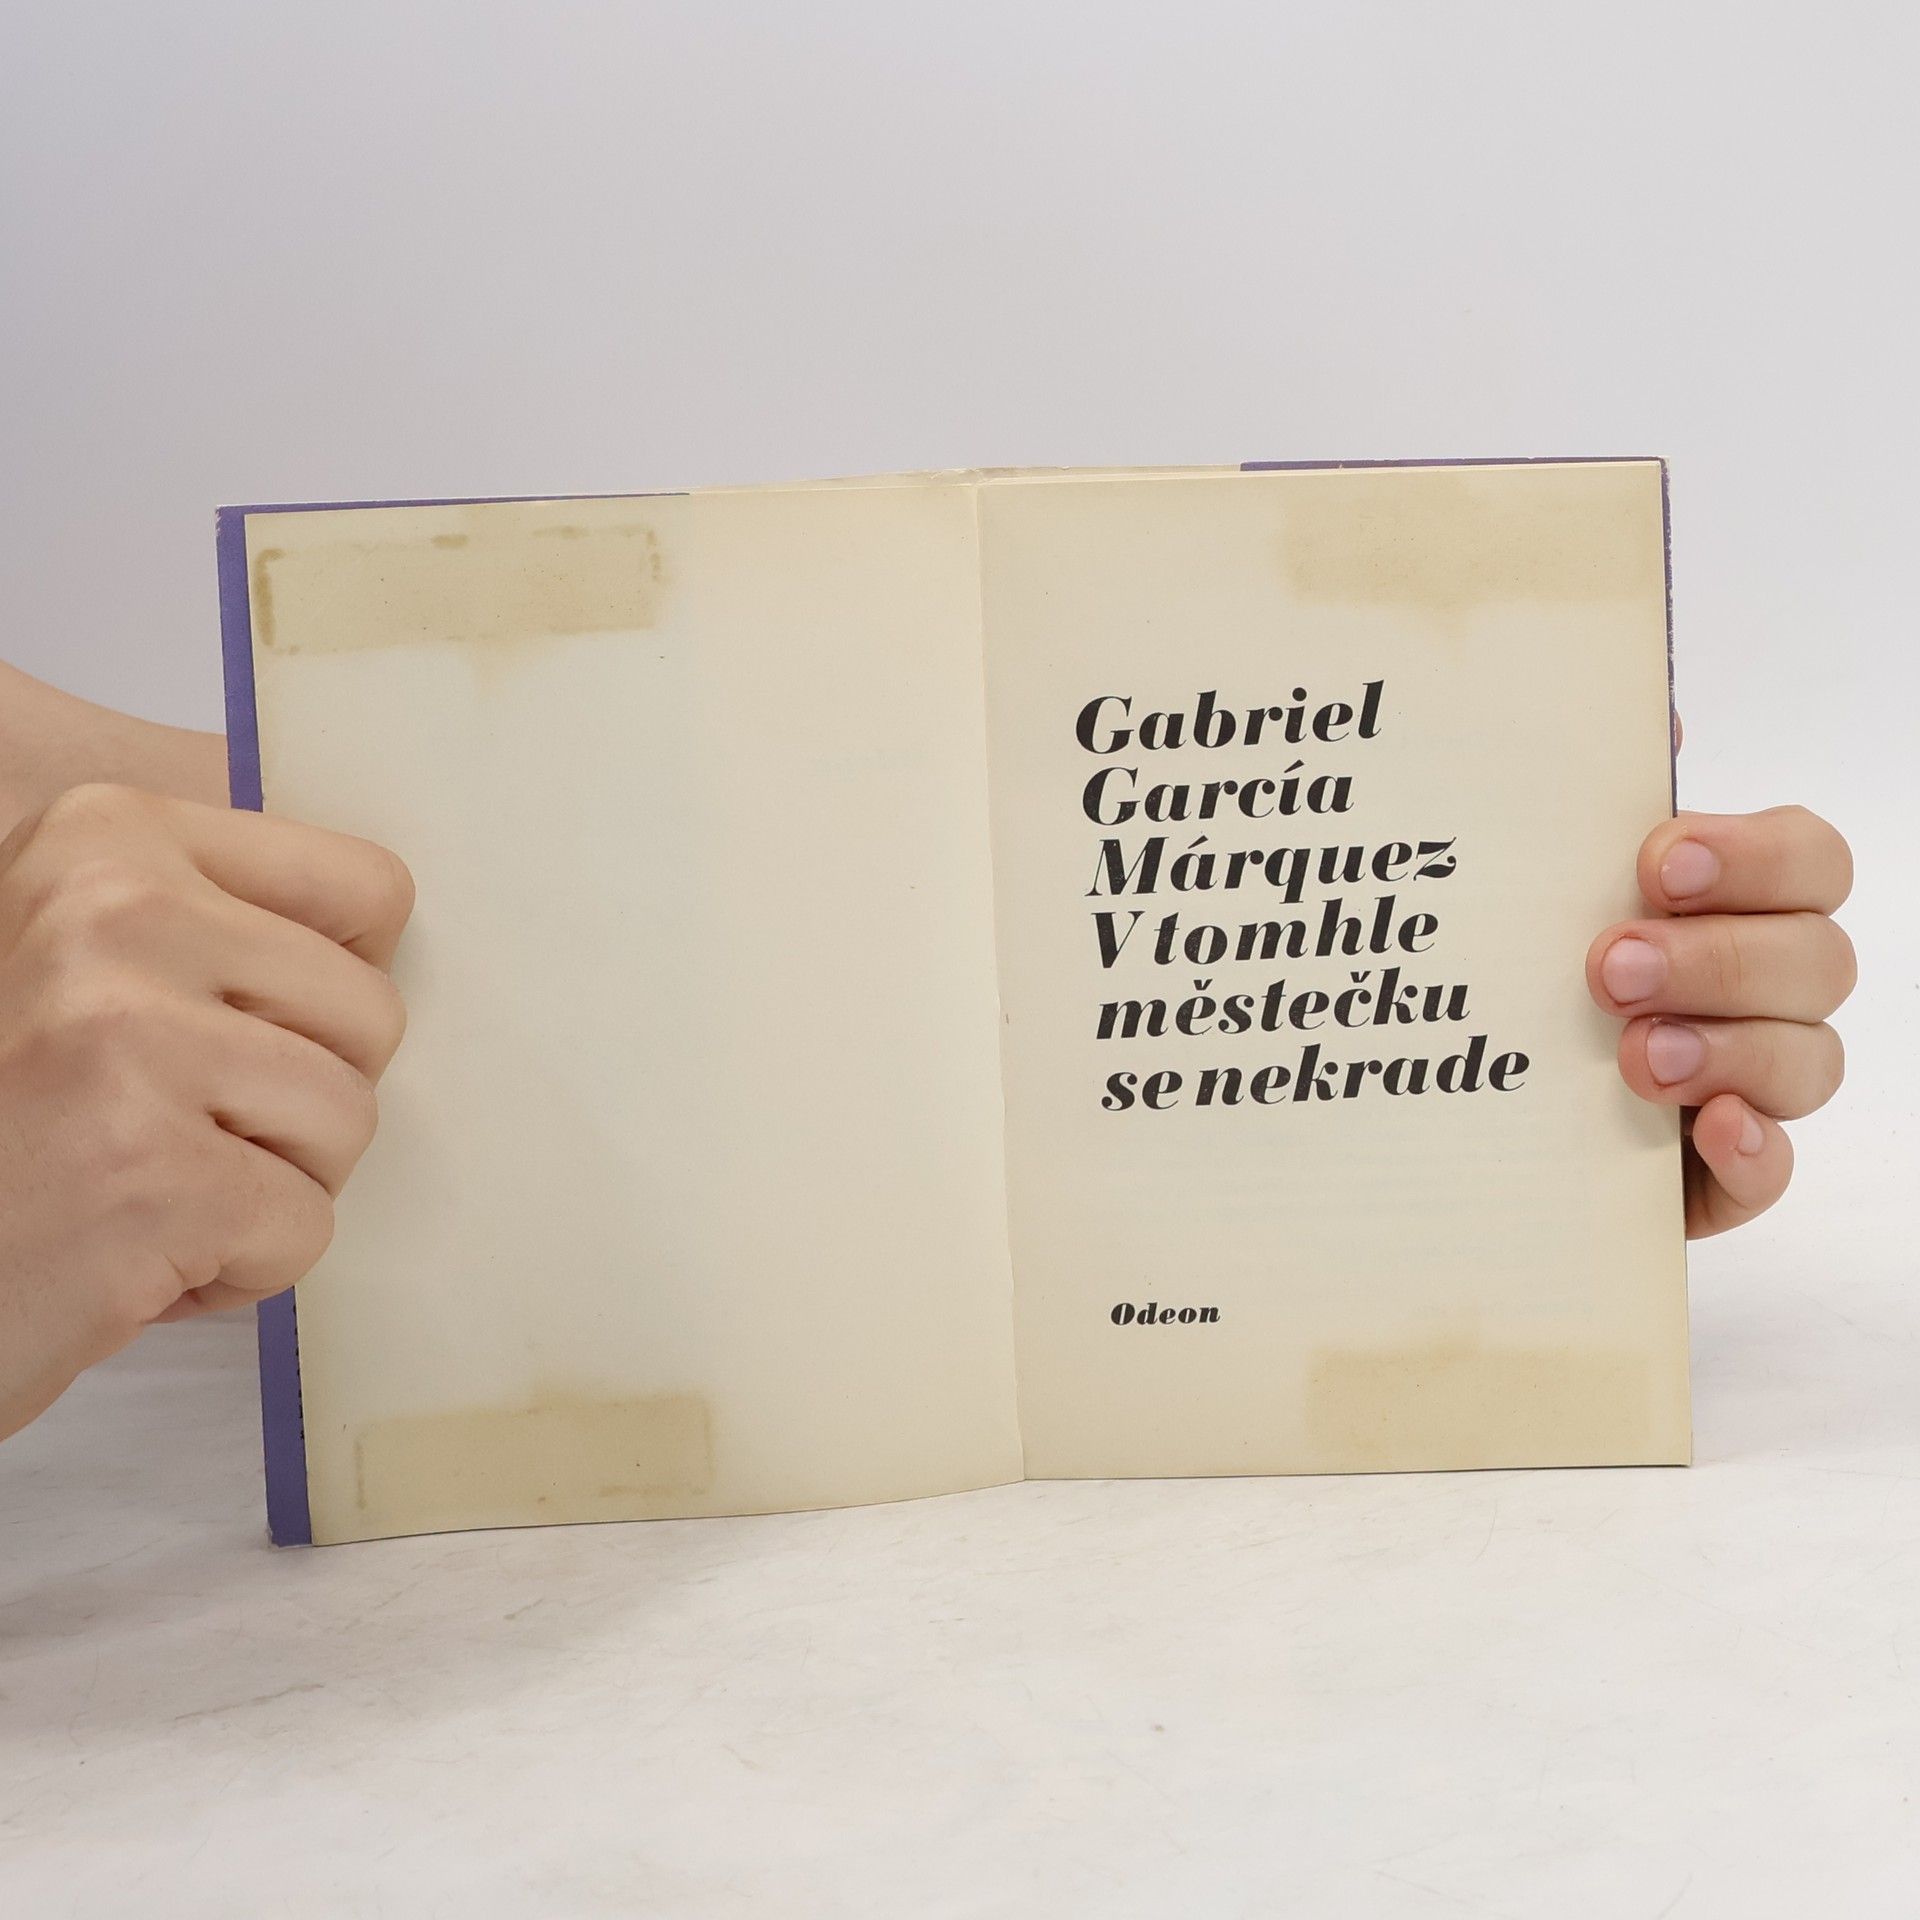 Gabriel
García
Márquez
V tomhle
městečku
se nekrade
Odeon